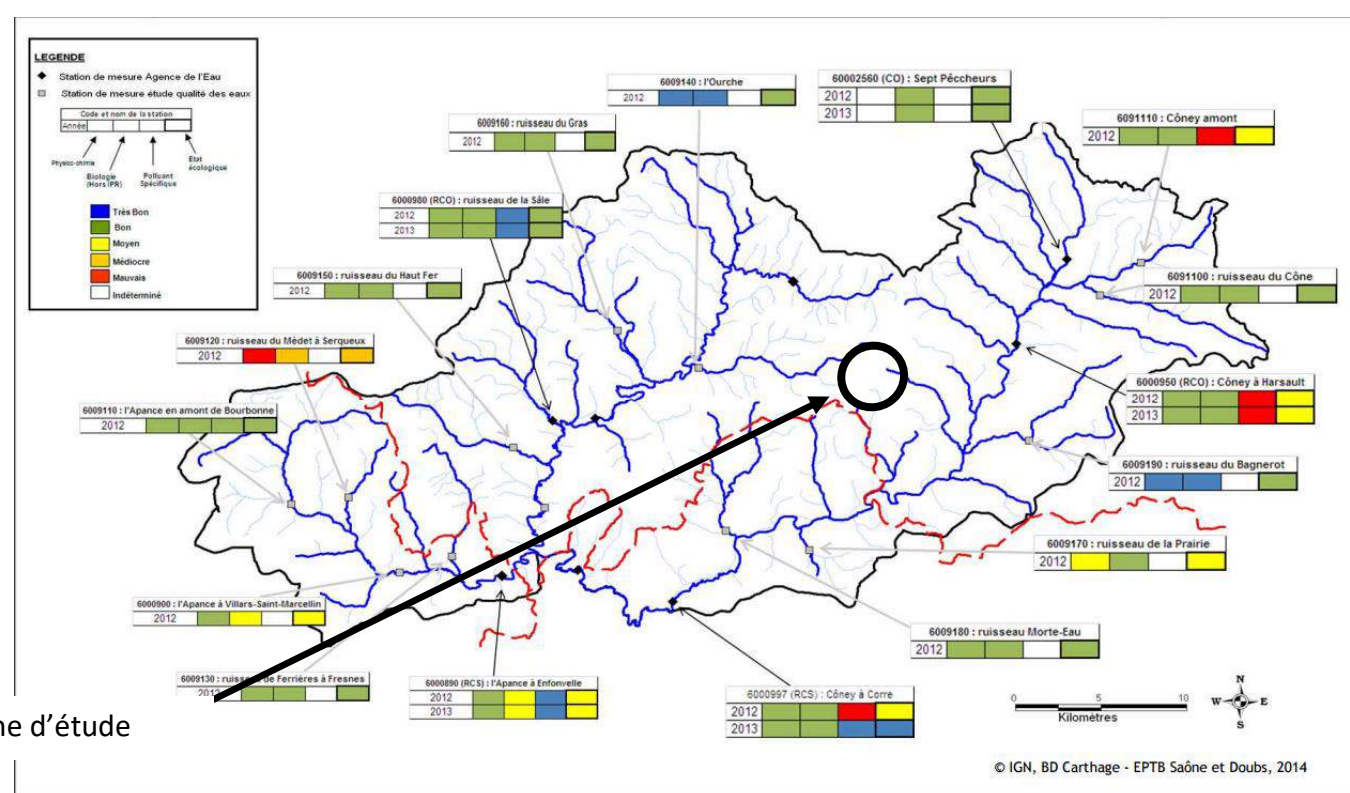 LEGENDE
Station de mesure Agence de l'Eau
Station de mesure étude qualité des eaux
Code et nom de la station
Année
Physico-chimie
Biologie
(Hors IPR)
Polluant
Spécifique
Etat
écologique
Très Bon
Bon
Moyen
Médiocre
Mauvais
Indéterminé
6009140 : l'Ourche
2012
60002560 (CO) : Sept Pêccheurs
2012
2013
6009160 : ruisseau du Gras
2012
6091110 : Côney amont
2012
6000980 (RCO) : ruisseau de la Sâle
2012
2013
6009150 : ruisseau du Haut Fer
2012
6091100 : ruisseau du Cône
2012
6009120 : ruisseau du Médet à Serqueux
2012
6000950 (RCO) : Côney à Harsault
2012
2013
6009110 : l'Apance en amont de Bourbonne
2012
6009190 : ruisseau du Bagnerot
2012
6009170 : ruisseau de la Prairie
2012
6000900 : l'Apance à Villars-Saint-Marcellin
2012
6009180 : ruisseau Morte-Eau
2012
6009130 : ruisseau de Ferrières à Fresnes
2012
6000890 (RCS) : l'Apance à Enfonvelle
2012
2013
6000997 (RCS) : Côney à Corre
2012
2013
0 5 10
Kilomètres
N
W E
S
ne d'étude
© IGN, BD Carthage - EPTB Saône et Doubs, 2014